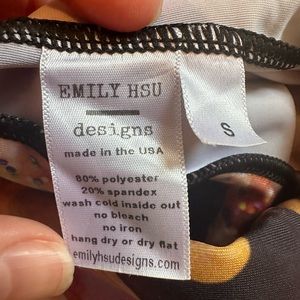 EMILY HSU
designs
made in the USA
80% polyester
20% spandex
wash cold inside out
no bleach
no iron
hang dry or dry flat
emilyhsudesigns.com
S